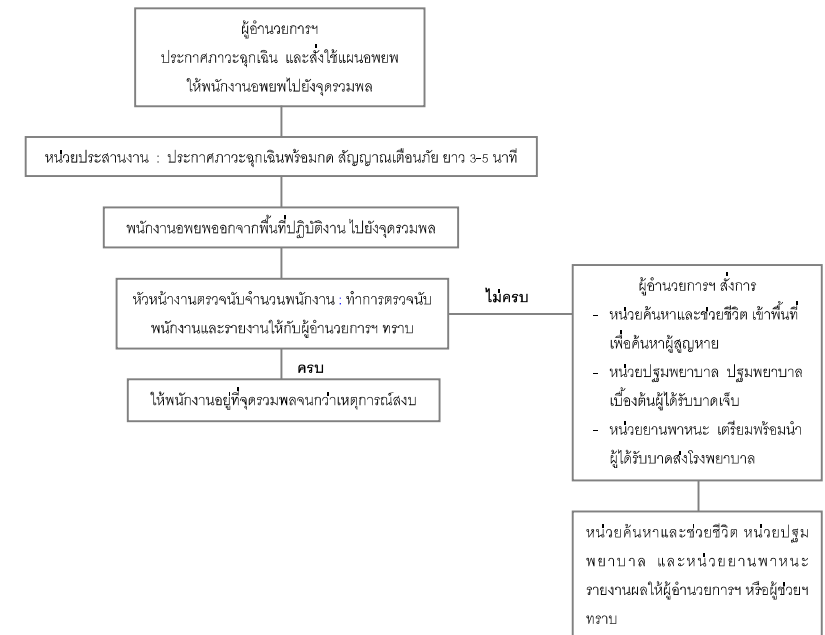 ผู้อำนวยการฯ
ประกาศภาวะฉุกเฉิน และสั่งใช้แผนอพยพ
ให้พนักงานอพยพไปยังจุดรวมพล
หน่วยประสานงาน : ประกาศภาวะฉุกเฉินพร้อมกด สัญญาณเตือนภัย ยาว 3-5 นาที
พนักงานอพยพออกจากพื้นที่ปฏิบัติงาน ไปยังจุดรวมพล
หัวหน้างานตรวจนับจำนวนพนักงาน : ทำการตรวจนับ
พนักงานและรายงานให้กับผู้อำนวยการฯ ทราบ
ไม่ครบ
ครบ
ให้พนักงานอยู่ที่จุดรวมพลจนกว่าเหตุการณ์สงบ
ผู้อำนวยการฯ สั่งการ
- หน่วยค้นหาและช่วยชีวิต เข้าพื้นที่
เพื่อค้นหาผู้สูญหาย
- หน่วยปฐมพยาบาล ปฐมพยาบาล
เบื้องต้นผู้ได้รับบาดเจ็บ
- หน่วยยานพาหนะ เตรียมพร้อมนำ
ผู้ได้รับบาดส่งโรงพยาบาล
หน่วยค้นหาและช่วยชีวิต หน่วยปฐม
พยาบาล และหน่วยยานพาหนะ
รายงานผลให้ผู้อำนวยการฯ หรือผู้ช่วยฯ
ทราบ